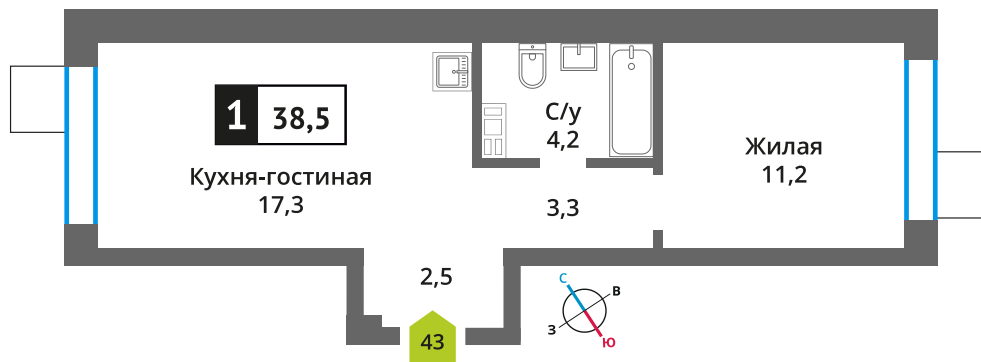 1 38,5
Кухня-гостиная
17,3
С/у
4,2
Жилая
11,2
3,3
2,5
43
С
В
З
Ю